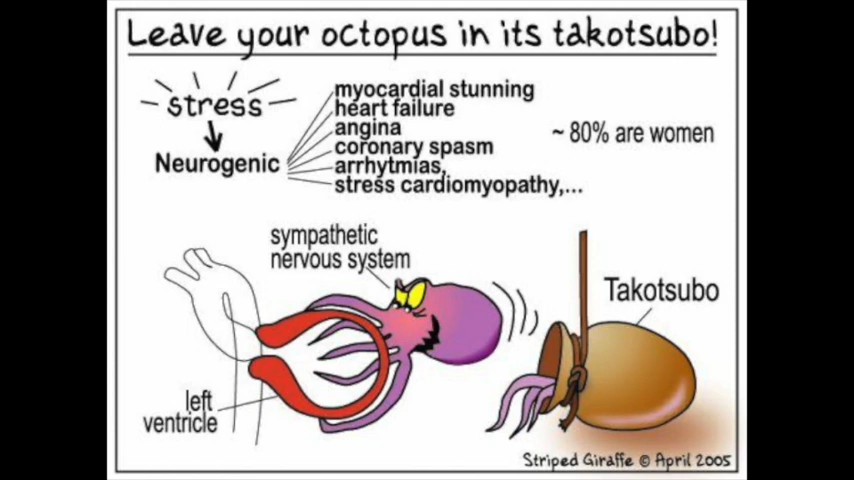 Leave your octopus in its takotsubo!
stress
Neurogenic
myocardial stunning
heart failure
angina
coronary spasm
arrhytmias,
stress cardiomyopathy,...
~ 80% are women
sympathetic
nervous system
Takotsubo
left
ventricle
Striped Giraffe © April 2005